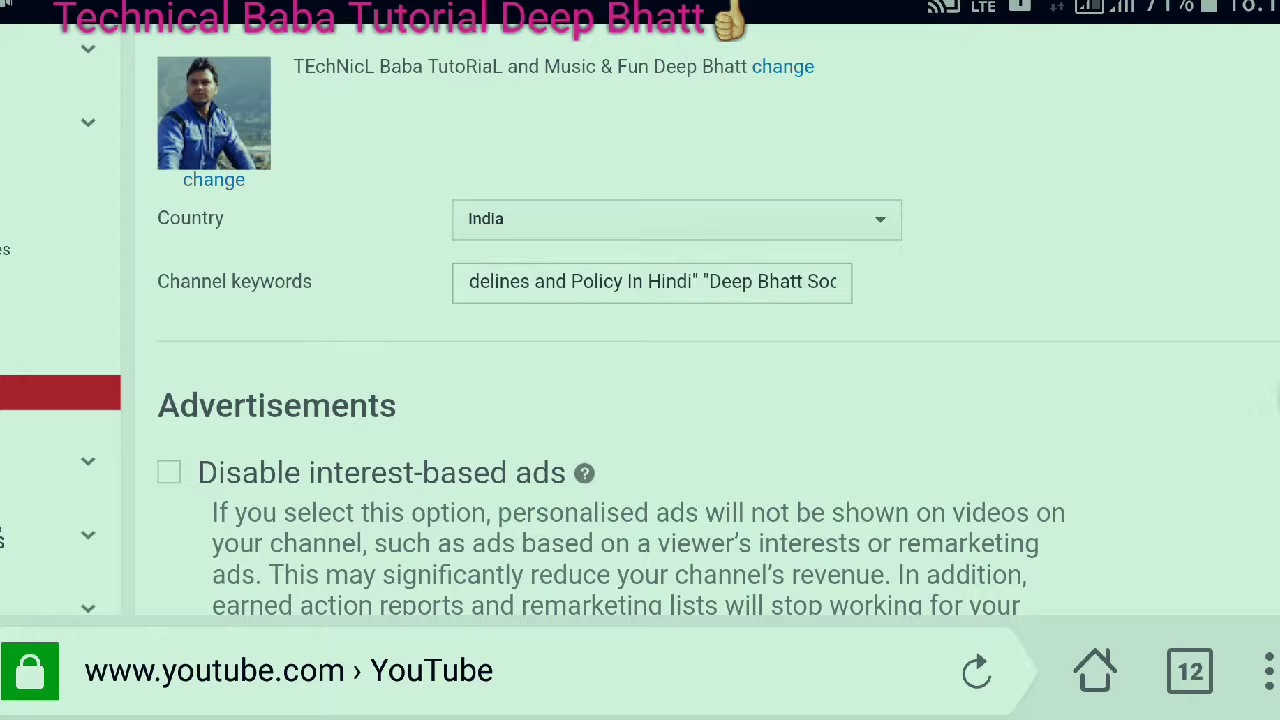 Technical Baba Tutorial Deep Bhatt👍
LTE 71%
TEchNicL Baba TutoRiaL and Music & Fun Deep Bhatt change
change
Country India
es
Channel keywords delines and Policy In Hindi" "Deep Bhatt Soc
Advertisements
Disable interest-based ads ?
If you select this option, personalised ads will not be shown on videos on
your channel, such as ads based on a viewer's interests or remarketing
ads. This may significantly reduce your channel's revenue. In addition,
earned action reports and remarketing lists will stop working for your
www.youtube.com › YouTube 12